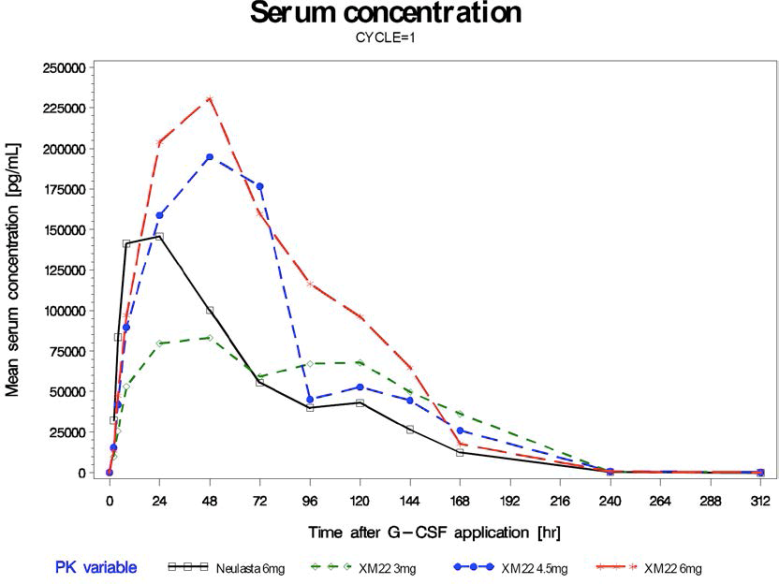 Serum concentration
CYCLE=1
Mean serum concentration [pg/mL]
250000
225000
200000
175000
150000
125000
100000
75000
50000
25000
0
0 24 48 72 96 120 144 168 192 216 240 264 288 312
Time after G-CSF application [hr]
PK variable Neulasta 6mg XM22 3mg XM22 4.5mg XM22 6mg